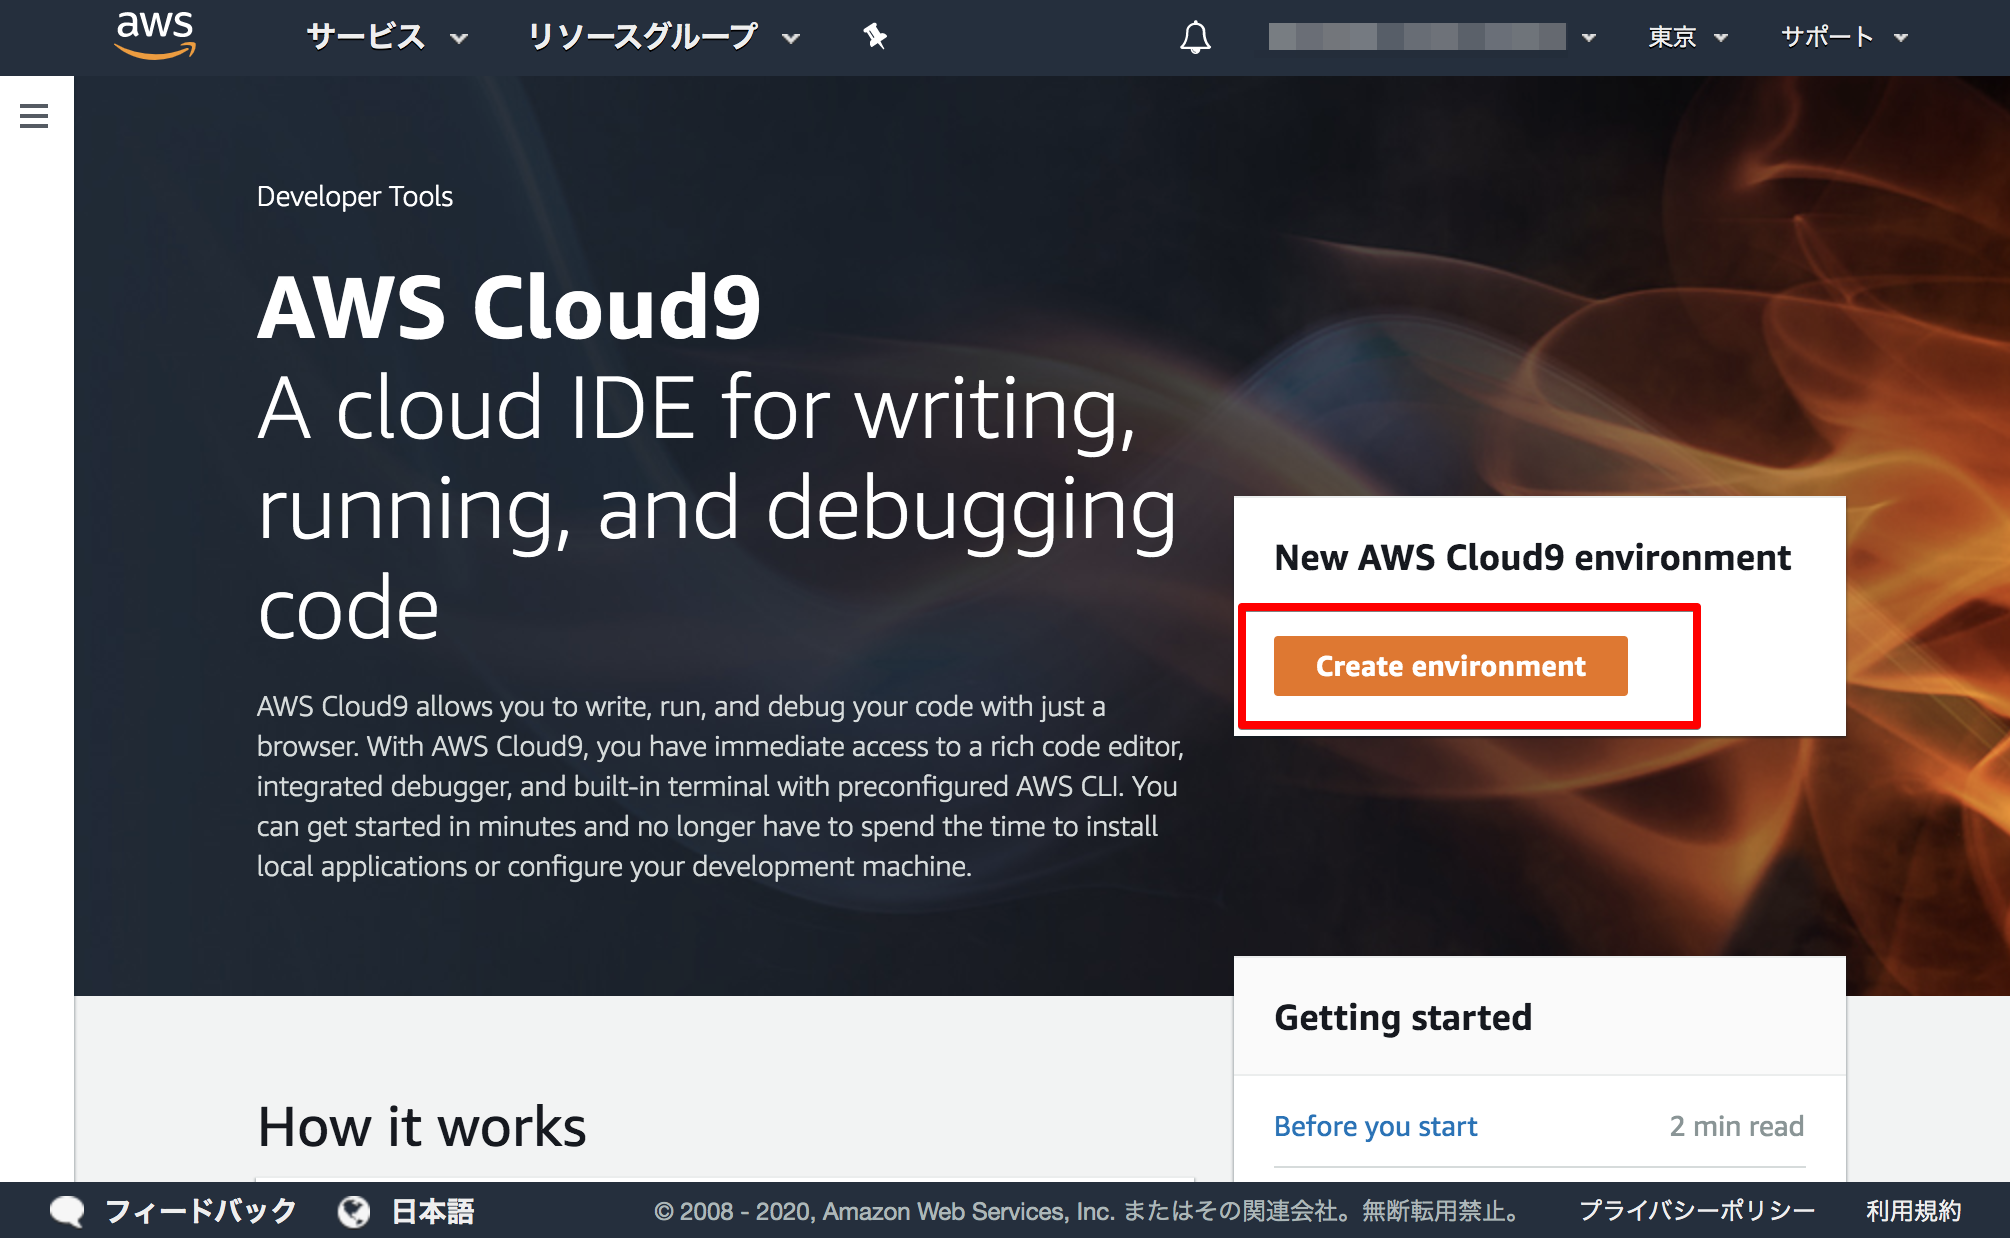 aws サービス リソースグループ 東京 サポート
Developer Tools
AWS Cloud9
A cloud IDE for writing,
running, and debugging
code
AWS Cloud9 allows you to write, run, and debug your code with just a
browser. With AWS Cloud9, you have immediate access to a rich code editor,
integrated debugger, and built-in terminal with preconfigured AWS CLI. You
can get started in minutes and no longer have to spend the time to install
local applications or configure your development machine.
New AWS Cloud9 environment
Create environment
Getting started
Before you start 2 min read
How it works
フィードバック 日本語 © 2008 - 2020, Amazon Web Services, Inc. またはその関連会社。無断転用禁止。 プライバシーポリシー 利用規約